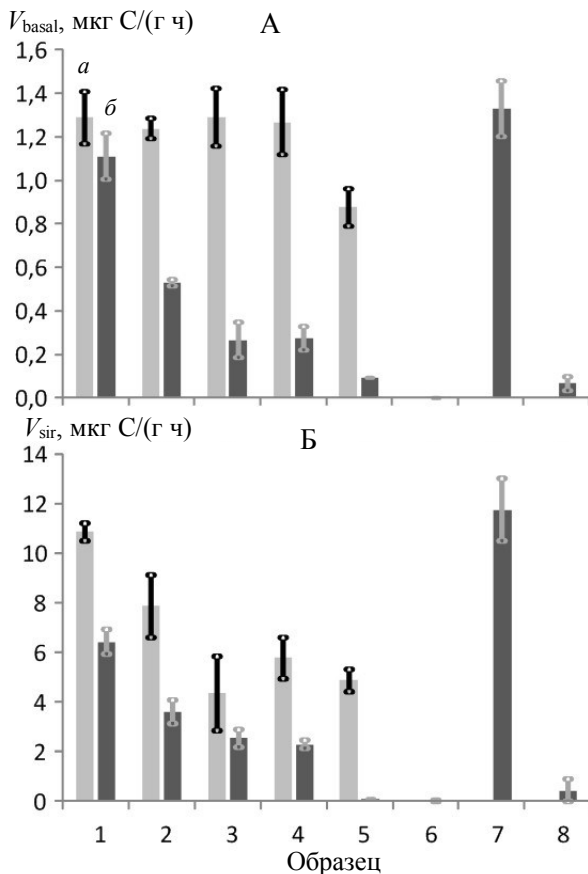 V_basal, мкг С/(г ч)
А
1,6
а
1,4
б
1,2
1,0
0,8
0,6
0,4
0,2
0,0
V_sir, мкг С/(г ч)
Б
14
12
10
8
6
4
2
0
1 2 3 4 5 6 7 8
Образец